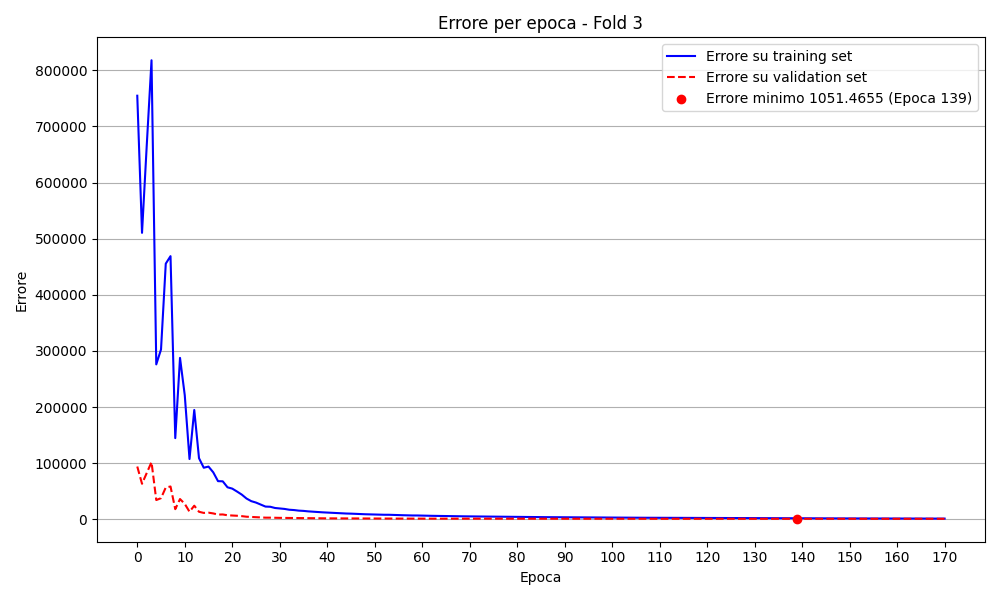 Errore per epoca - Fold 3
Errore su training set
Errore su validation set
Errore minimo 1051.4655 (Epoca 139)
Errore
800000
700000
600000
500000
400000
300000
200000
100000
0
0 10 20 30 40 50 60 70 80 90 100 110 120 130 140 150 160 170
Epoca